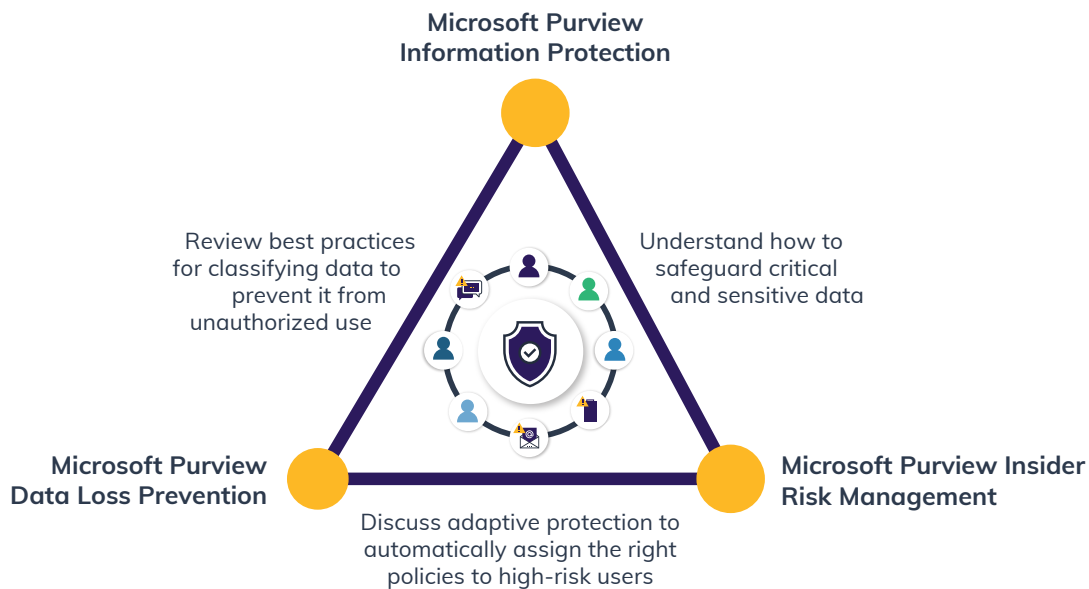 Microsoft Purview
Information Protection
Review best practices
for classifying data to
prevent it from
unauthorized use
Understand how to
safeguard critical
and sensitive data
Microsoft Purview
Data Loss Prevention
Microsoft Purview Insider
Risk Management
Discuss adaptive protection to
automatically assign the right
policies to high-risk users